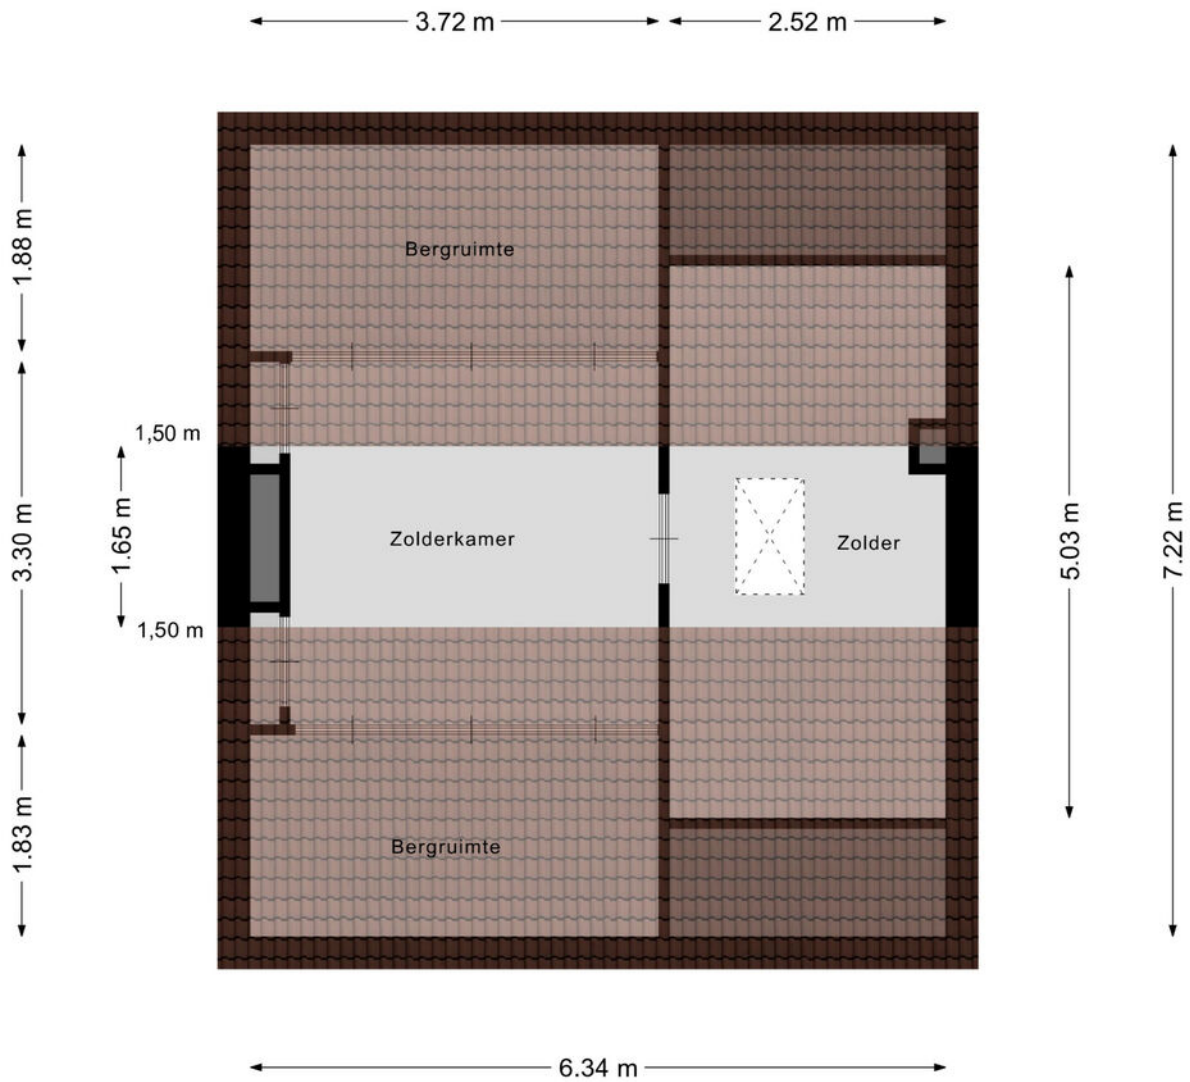 3.72 m
2.52 m
1.88 m
Bergruimte
1,50 m
3.30 m
1.65 m
Zolderkamer
Zolder
5.03 m
7.22 m
1,50 m
1.83 m
Bergruimte
6.34 m